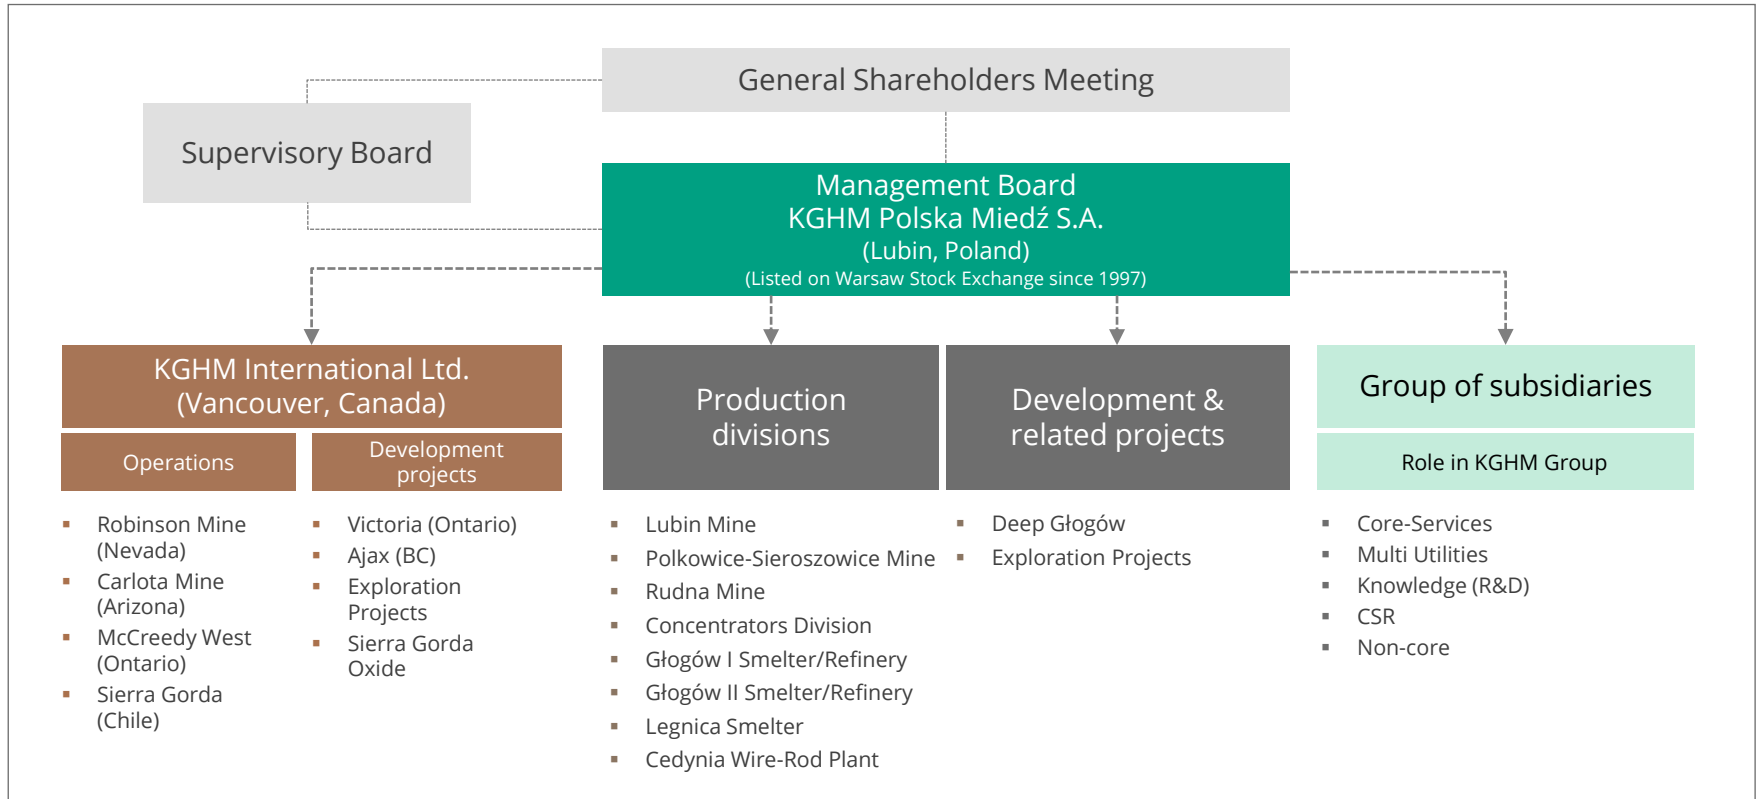 General Shareholders Meeting
Supervisory Board
Management Board
KGHM Polska Miedź S.A.
(Lubin, Poland)
(Listed on Warsaw Stock Exchange since 1997)
KGHM International Ltd.
(Vancouver, Canada)
Operations
Robinson Mine
(Nevada)
Carlota Mine
(Arizona)
McCreedy West
(Ontario)
Sierra Gorda
(Chile)
Development
projects
Victoria (Ontario)
Ajax (BC)
Exploration
Projects
Sierra Gorda
Oxide
Production
divisions
Lubin Mine
Polkowice-Sieroszowice Mine
Rudna Mine
Concentrators Division
Głogów I Smelter/Refinery
Głogów II Smelter/Refinery
Legnica Smelter
Cedynia Wire-Rod Plant
Development &
related projects
Deep Głogów
Exploration Projects
Group of subsidiaries
Role in KGHM Group
Core-Services
Multi Utilities
Knowledge (R&D)
CSR
Non-core